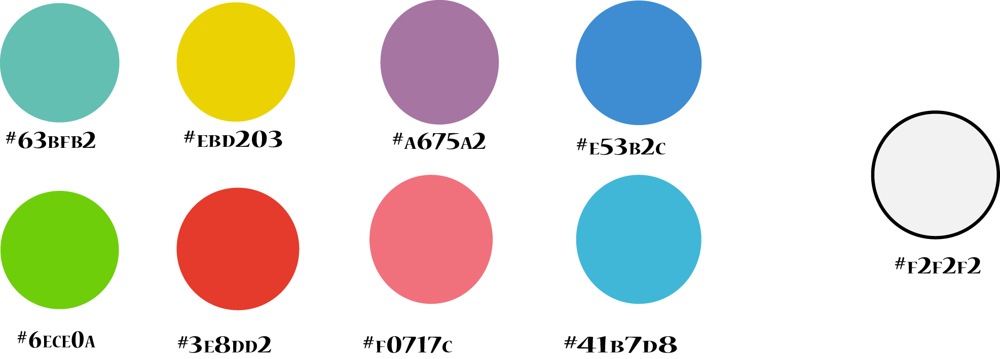 #63BFB2
#EBD203
#A675A2
#E53B2C
#F2F2F2
#6ECE0A
#3E8DD2
#F0717C
#41B7D8